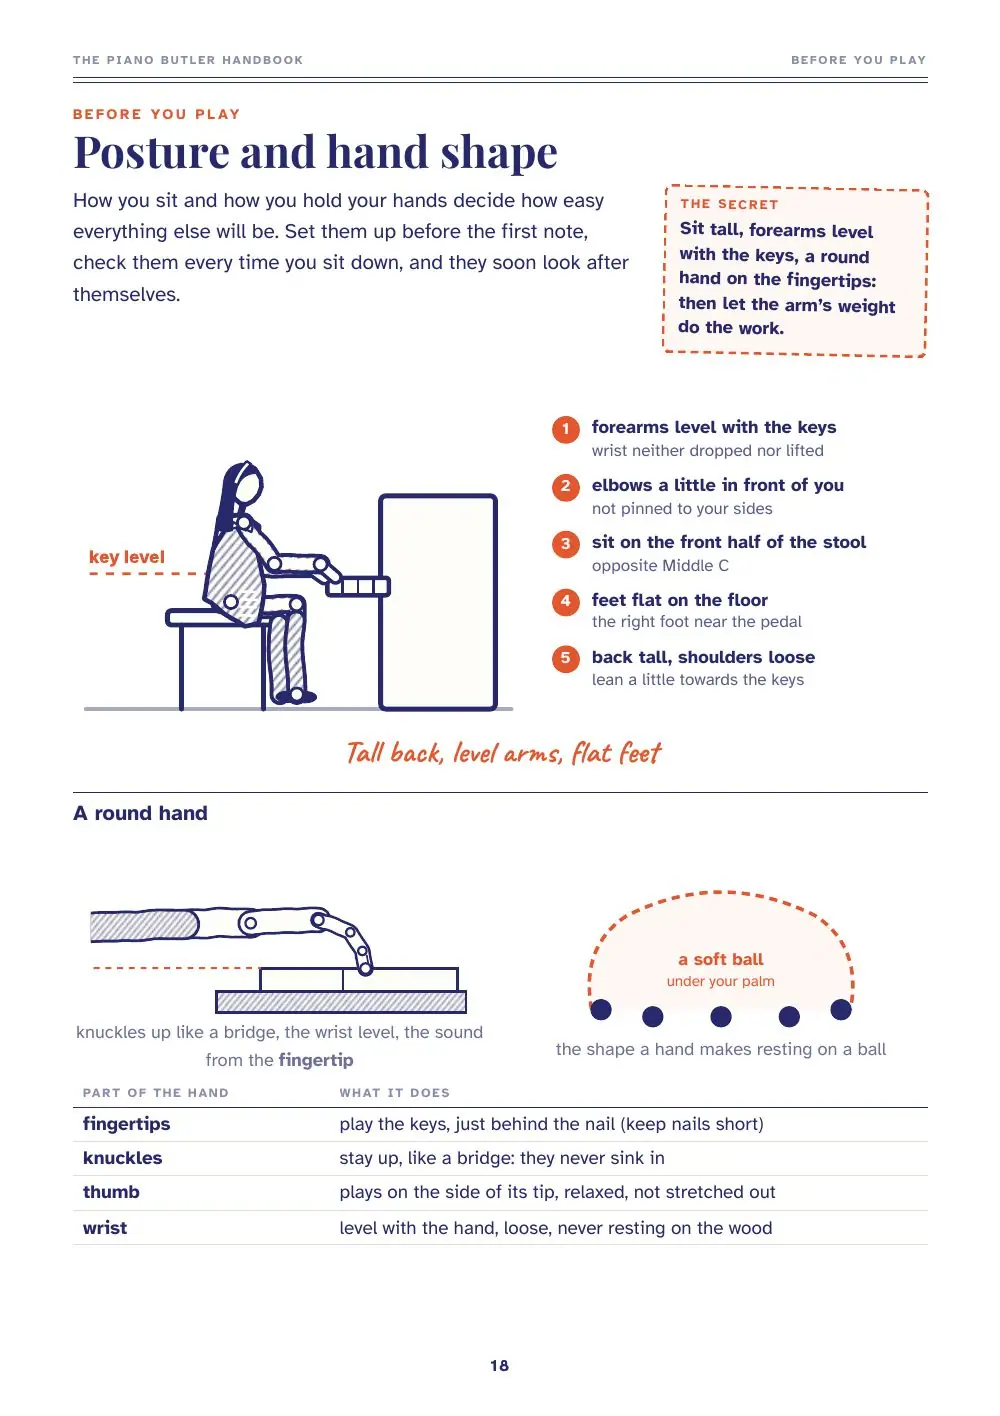 THE PIANO BUTLER HANDBOOK
BEFORE YOU PLAY
BEFORE YOU PLAY
Posture and hand shape
How you sit and how you hold your hands decide how easy
everything else will be. Set them up before the first note,
check them every time you sit down, and they soon look after
themselves.
THE SECRET
Sit tall, forearms level
with the keys, a round
hand on the fingertips:
then let the arm’s weight
do the work.
key level
1 forearms level with the keys
wrist neither dropped nor lifted
2 elbows a little in front of you
not pinned to your sides
3 sit on the front half of the stool
opposite Middle C
4 feet flat on the floor
the right foot near the pedal
5 back tall, shoulders loose
lean a little towards the keys
Tall back, level arms, flat feet
A round hand
knuckles up like a bridge, the wrist level, the sound
from the fingertip
a soft ball
under your palm
the shape a hand makes resting on a ball
PART OF THE HAND WHAT IT DOES
fingertips play the keys, just behind the nail (keep nails short)
knuckles stay up, like a bridge: they never sink in
thumb plays on the side of its tip, relaxed, not stretched out
wrist level with the hand, loose, never resting on the wood
18